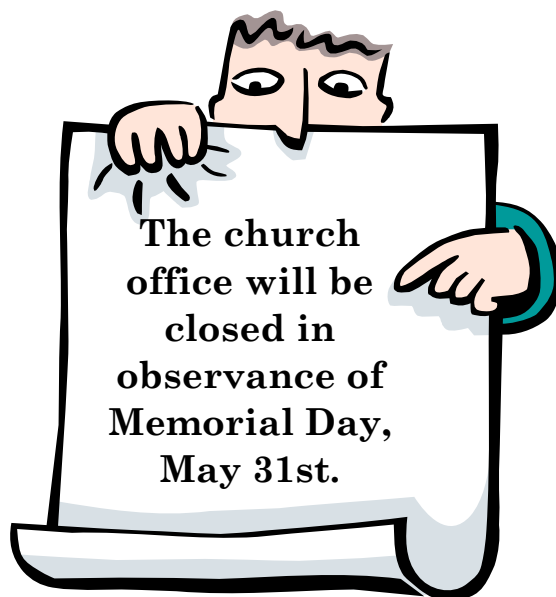 The church
office will be
closed in
observance of
Memorial Day,
May 31st.